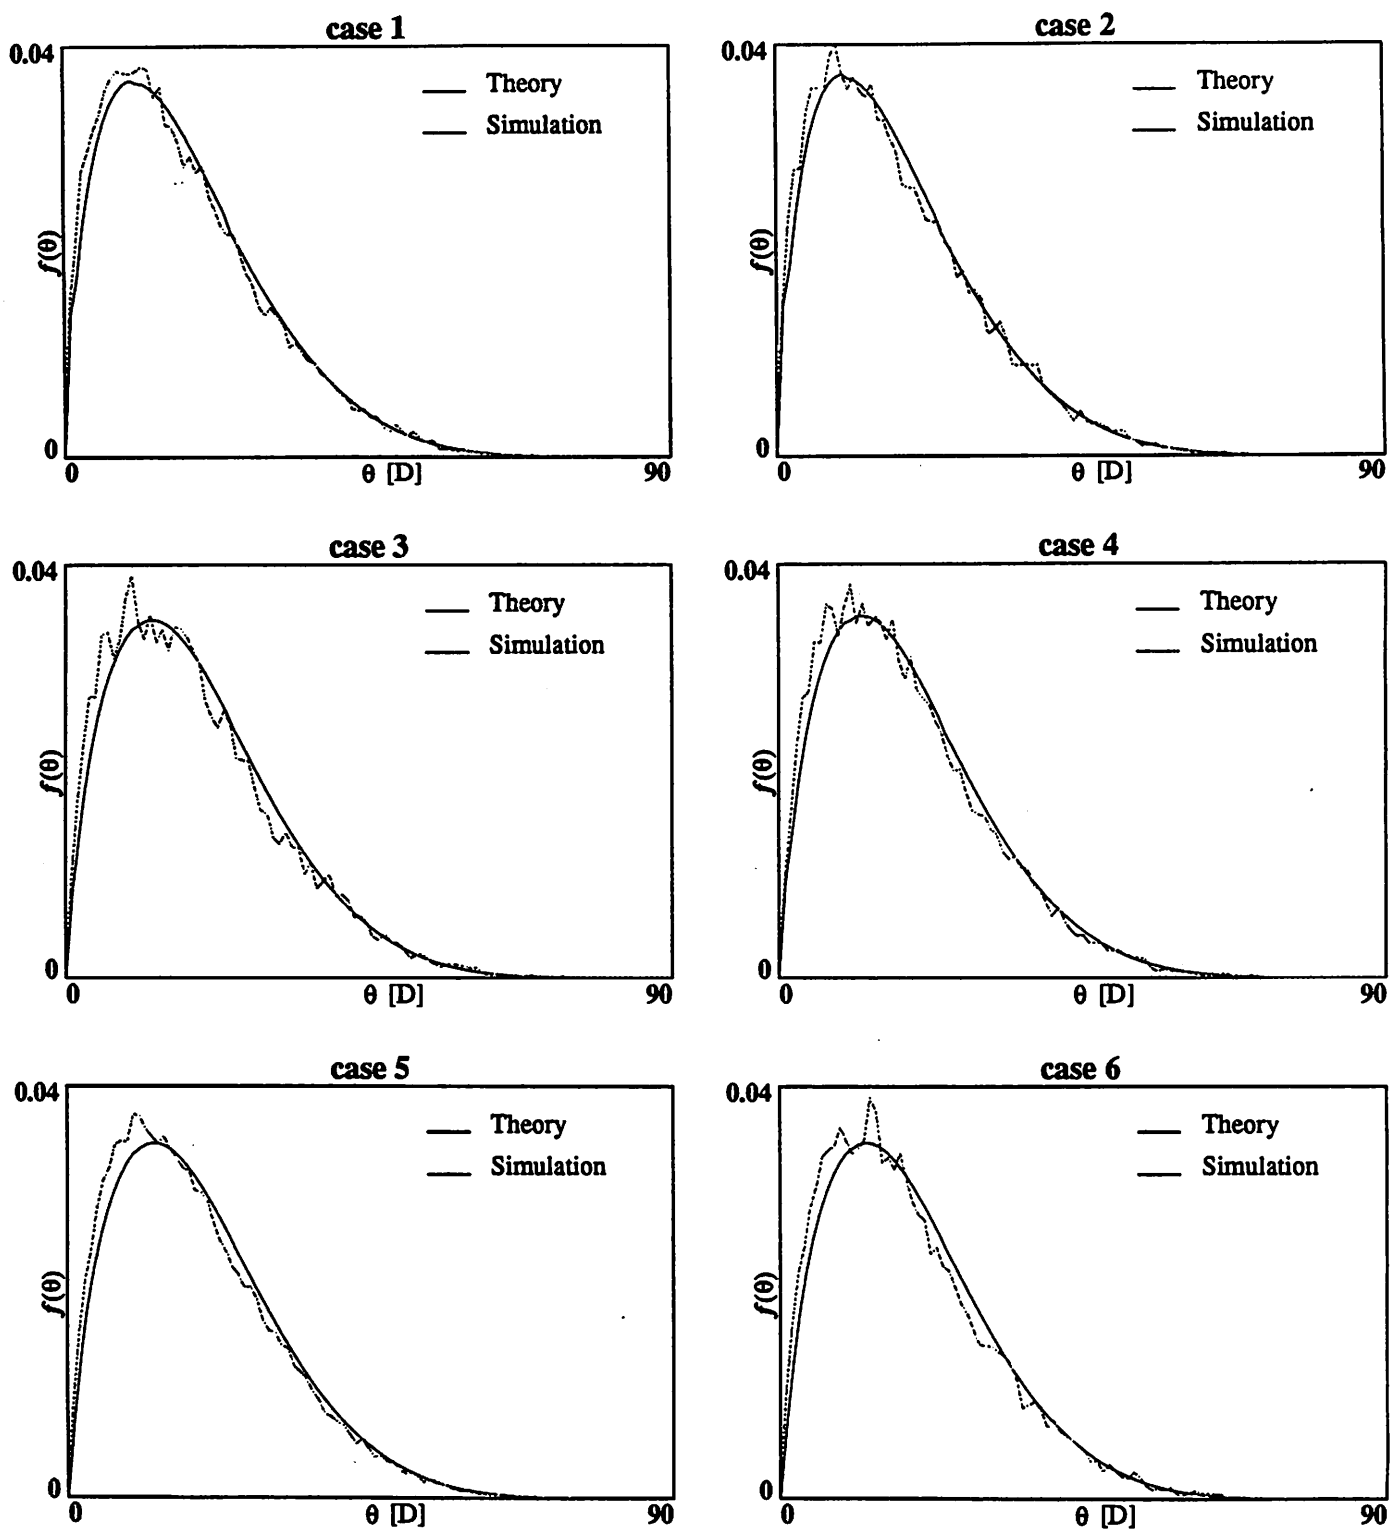 case 1
0.04
Theory
Simulation
f(θ)
0
0
θ [D]
90
case 2
0.04
Theory
Simulation
f(θ)
0
0
θ [D]
90
case 3
0.04
Theory
Simulation
f(θ)
0
0
θ [D]
90
case 4
0.04
Theory
Simulation
f(θ)
0
0
θ [D]
90
case 5
0.04
Theory
Simulation
f(θ)
0
0
θ [D]
90
case 6
0.04
Theory
Simulation
f(θ)
0
0
θ [D]
90